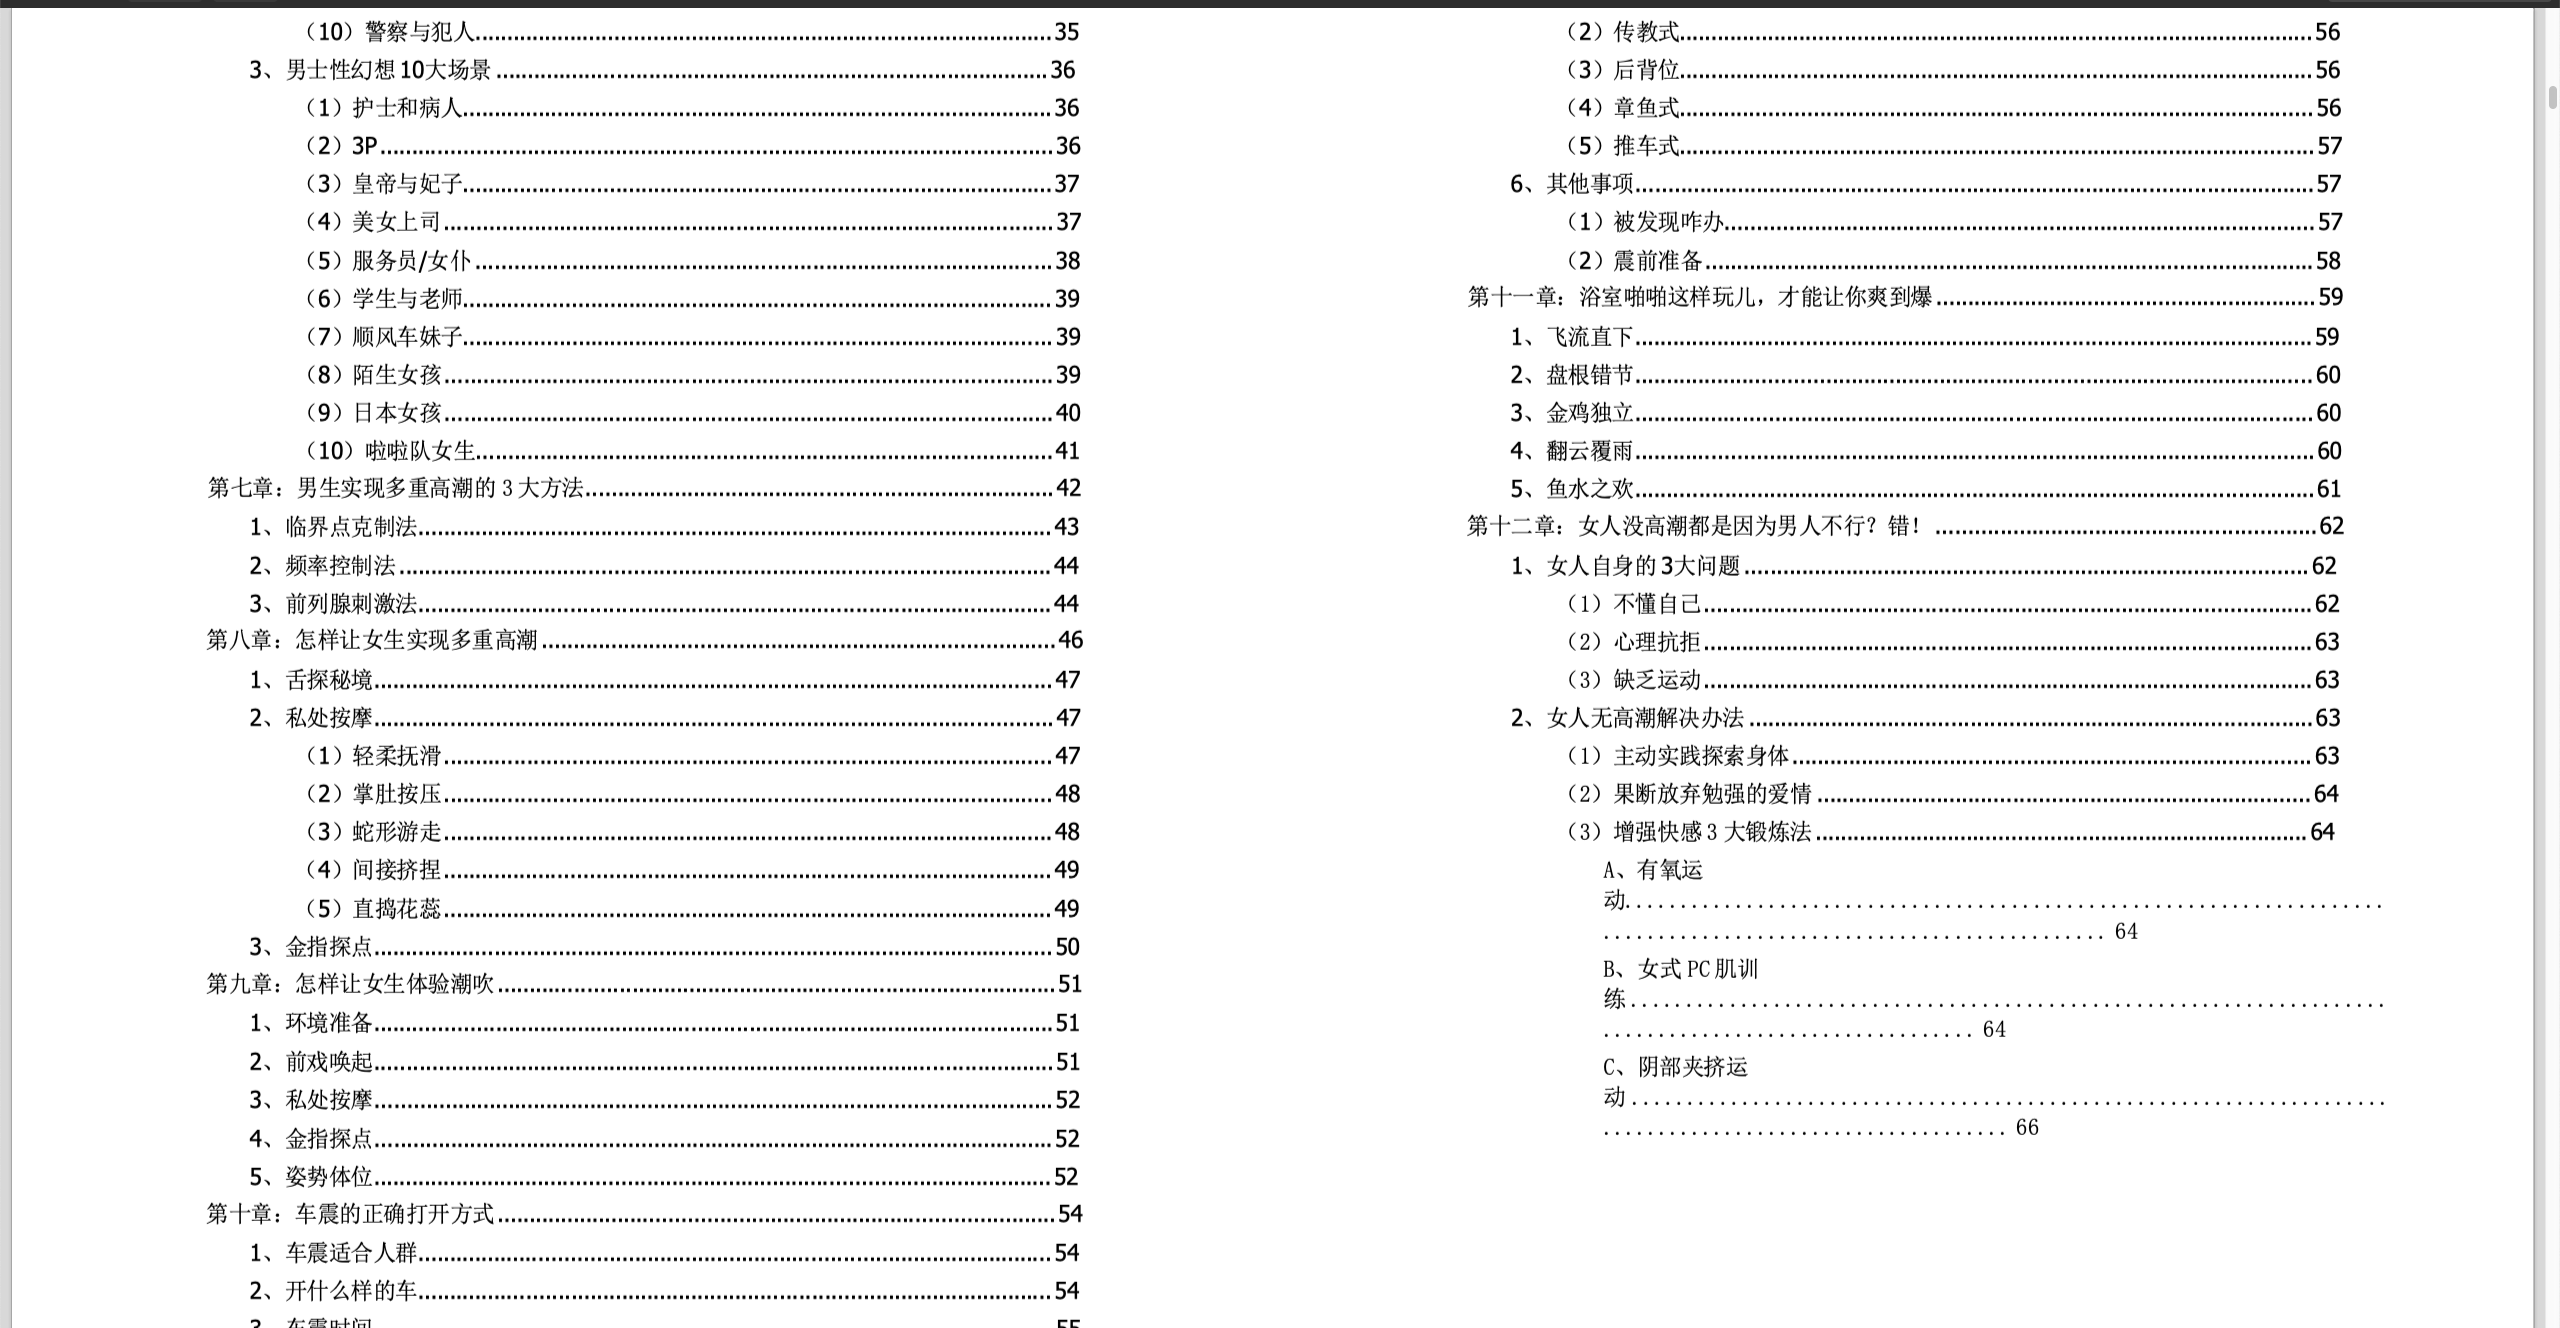 （10）警察与犯人 35
3、男士性幻想 10大场景 36
（1）护士和病人 36
（2）3P 36
（3）皇帝与妃子 37
（4）美女上司 37
（5）服务员/女仆 38
（6）学生与老师 39
（7）顺风车妹子 39
（8）陌生女孩 39
（9）日本女孩 40
（10）啦啦队女生 41
第七章：男生实现多重高潮的 3 大方法 42
1、临界点克制法 43
2、频率控制法 44
3、前列腺刺激法 44
第八章：怎样让女生实现多重高潮 46
1、舌探秘境 47
2、私处按摩 47
（1）轻柔抚滑 47
（2）掌肚按压 48
（3）蛇形游走 48
（4）间接挤捏 49
（5）直捣花蕊 49
3、金指探点 50
第九章：怎样让女生体验潮吹 51
1、环境准备 51
2、前戏唤起 51
3、私处按摩 52
4、金指探点 52
5、姿势体位 52
第十章：车震的正确打开方式 54
1、车震适合人群 54
2、开什么样的车 54
3、车震时间 55
（2）传教式 56
（3）后背位 56
（4）章鱼式 56
（5）推车式 57
6、其他事项 57
（1）被发现咋办 57
（2）震前准备 58
第十一章：浴室啪啪这样玩儿，才能让你爽到爆 59
1、飞流直下 59
2、盘根错节 60
3、金鸡独立 60
4、翻云覆雨 60
5、鱼水之欢 61
第十二章：女人没高潮都是因为男人不行？错！ 62
1、女人自身的 3大问题 62
（1）不懂自己 62
（2）心理抗拒 63
（3）缺乏运动 63
2、女人无高潮解决办法 63
（1）主动实践探索身体 63
（2）果断放弃勉强的爱情 64
（3）增强快感 3 大锻炼法 64
A、有氧运
动
64
B、女式 PC 肌训
练
64
C、阴部夹挤运
动
66